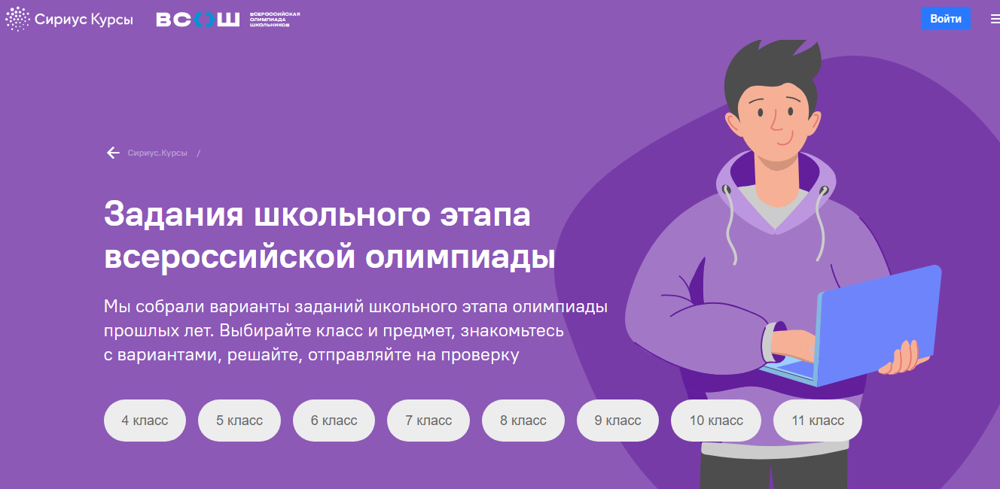 Сириус Курсы
ВСОШ
ВСЕРОССИЙСКАЯ
ОЛИМПИАДА
ШКОЛЬНИКОВ
Войти
Сириус.Курсы /
Задания школьного этапа
всероссийской олимпиады
Мы собрали варианты заданий школьного этапа олимпиады
прошлых лет. Выбирайте класс и предмет, знакомьтесь
с вариантами, решайте, отправляйте на проверку
4 класс
5 класс
6 класс
7 класс
8 класс
9 класс
10 класс
11 класс